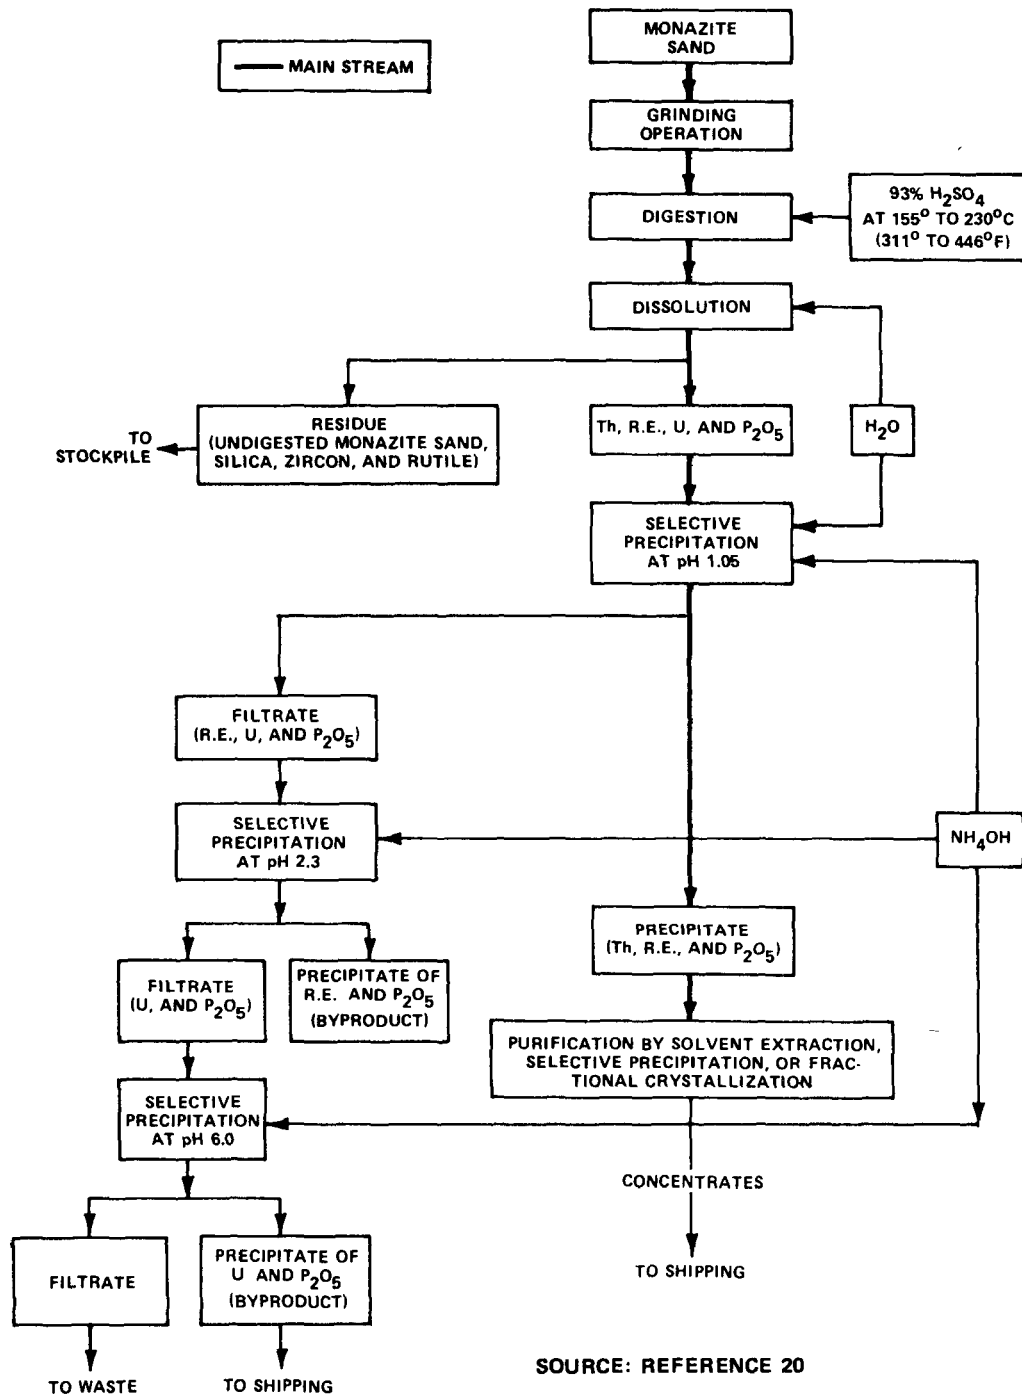 MONAZITE
SAND
MAIN STREAM
GRINDING
OPERATION
93% H₂SO₄
AT 155° TO 230°C
(311° TO 446°F)
DIGESTION
DISSOLUTION
RESIDUE
(UNDIGESTED MONAZITE SAND,
SILICA, ZIRCON, AND RUTILE)
TO
STOCKPILE
Th, R.E., U, AND P₂O₅
H₂O
SELECTIVE
PRECIPITATION
AT pH 1.05
FILTRATE
(R.E., U, AND P₂O₅)
SELECTIVE
PRECIPITATION
AT pH 2.3
NH₄OH
PRECIPITATE
(Th, R.E., AND P₂O₅)
FILTRATE
(U, AND P₂O₅)
PRECIPITATE OF
R.E. AND P₂O₅
(BYPRODUCT)
PURIFICATION BY SOLVENT EXTRACTION,
SELECTIVE PRECIPITATION, OR FRAC-
TIONAL CRYSTALLIZATION
SELECTIVE
PRECIPITATION
AT pH 6.0
CONCENTRATES
TO SHIPPING
FILTRATE
PRECIPITATE OF
U AND P₂O₅
(BYPRODUCT)
TO WASTE
TO SHIPPING
SOURCE: REFERENCE 20